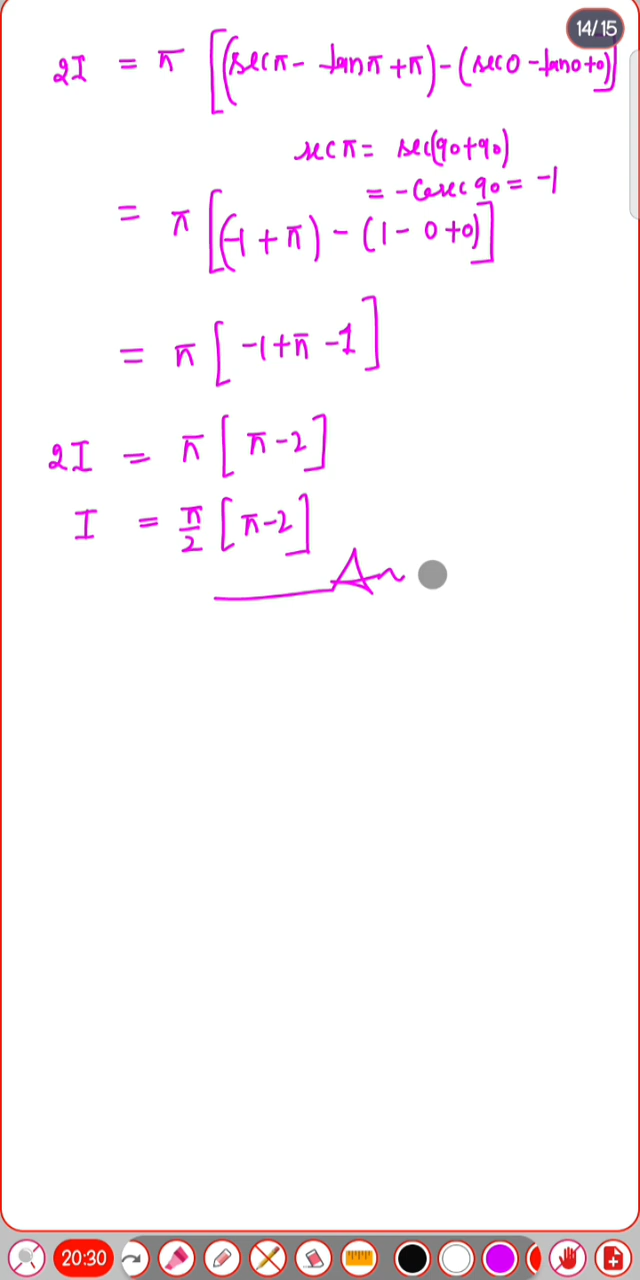 14/15
2I = π [(secπ - tanπ + π) - (sec0 - tan0 + 0)]
secπ = sec(90+90)
= -cosec 90 = -1
= π [(-1 + π) - (1 - 0 + 0)]
= π [-1 + π - 1]
2I = π [π - 2]
I = π/2 [π - 2]
An
20:30